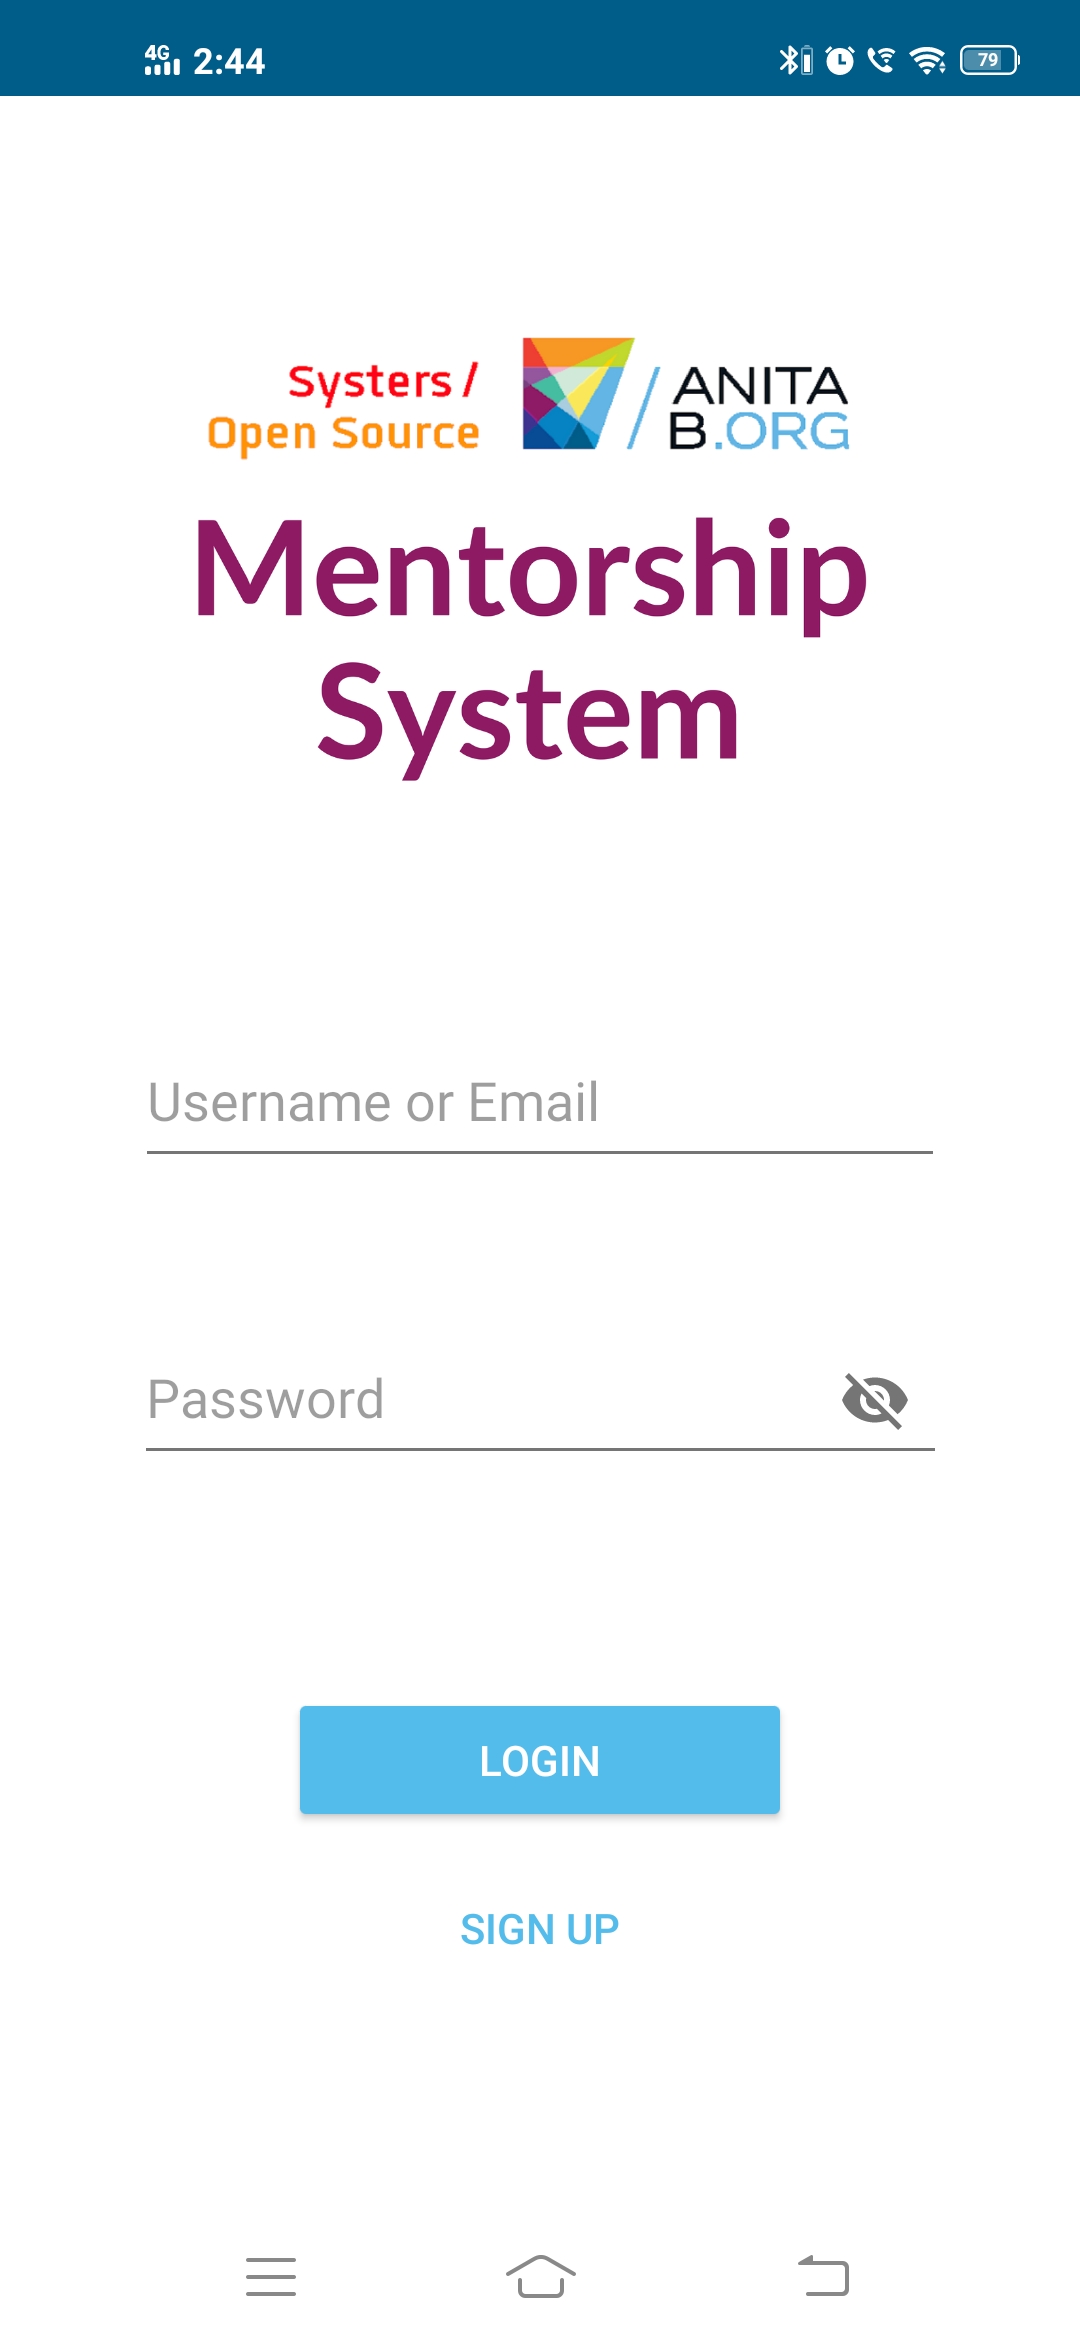 4G 2:44 79
Systers /
Open Source
/ ANITA
B.ORG
Mentorship
System
Username or Email
Password
LOGIN
SIGN UP